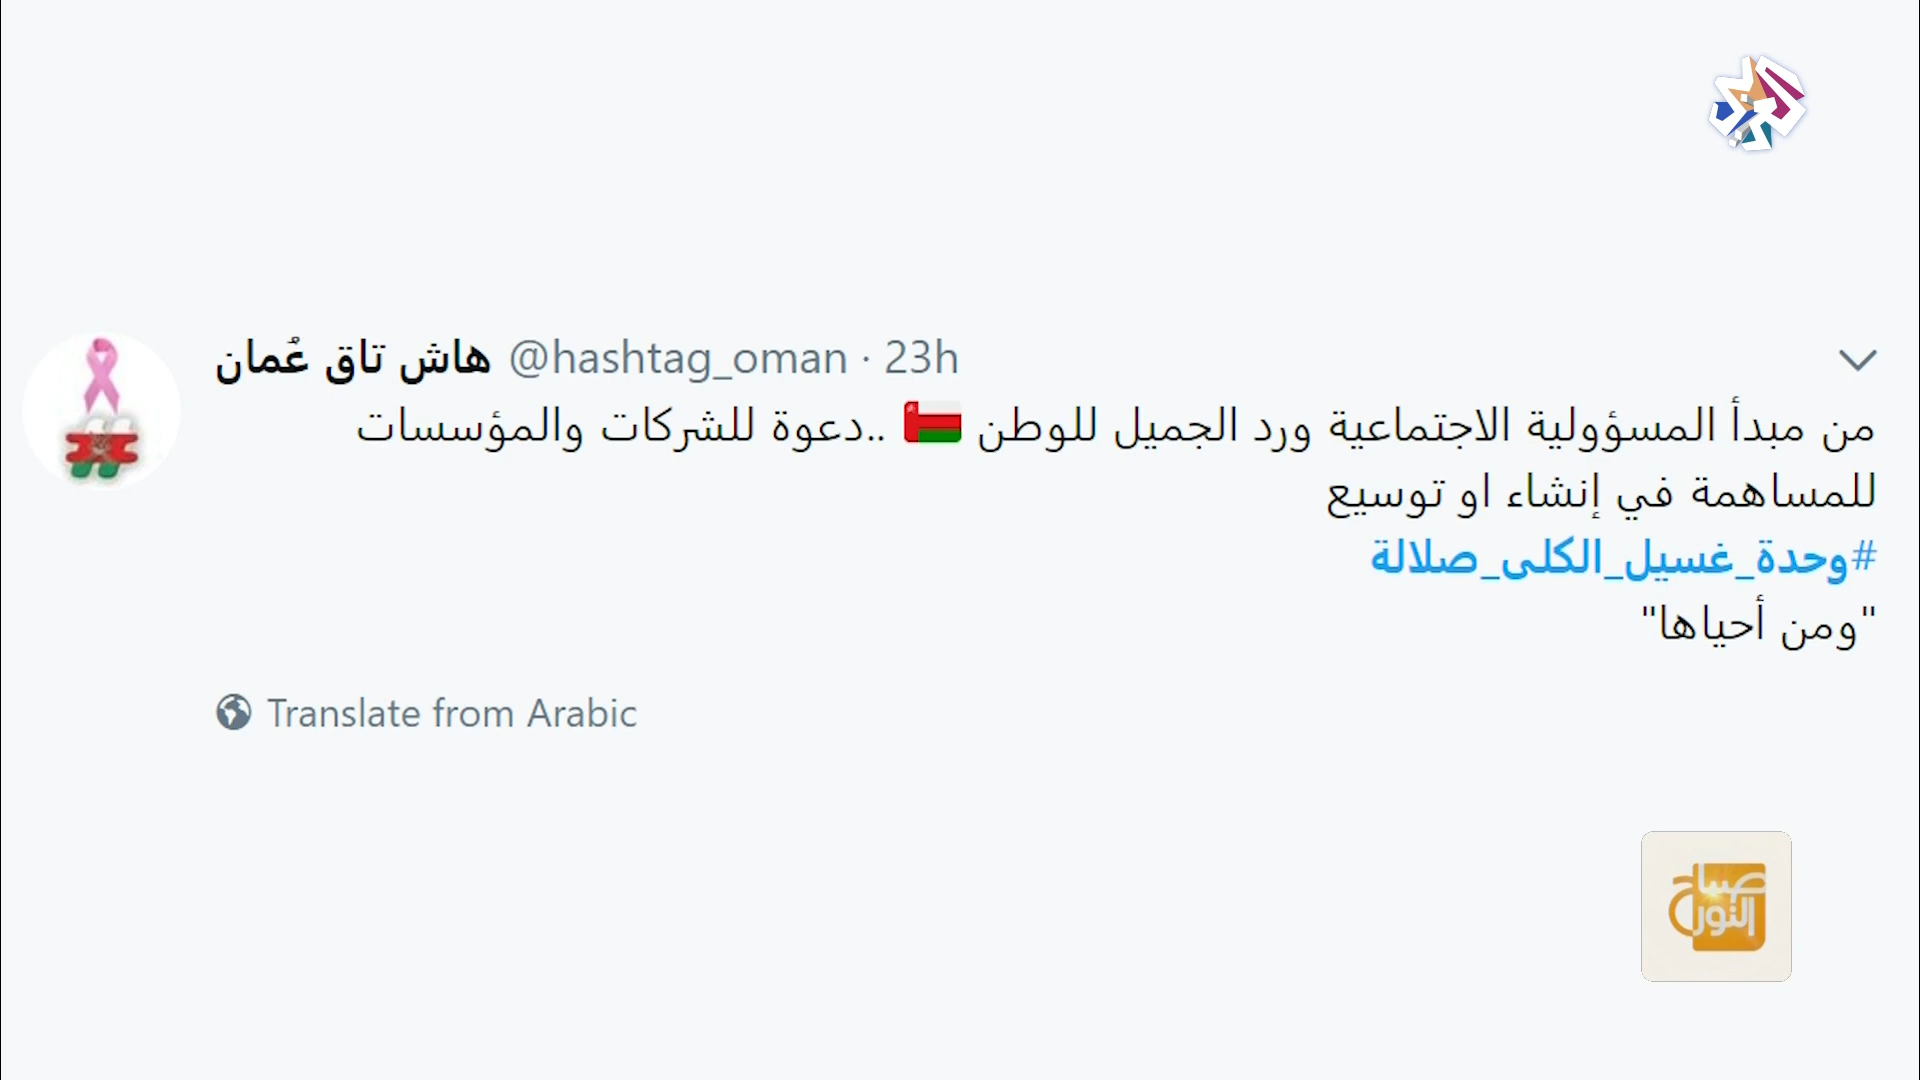 هاش تاق عُمان @hashtag_oman · 23h
من مبدأ المسؤولية الاجتماعية ورد الجميل للوطن 🇴🇲 ..دعوة للشركات والمؤسسات
للمساهمة في إنشاء او توسيع
#وحدة_غسيل_الكلى_صلالة
"ومن أحياها"
Translate from Arabic
صباح
النور